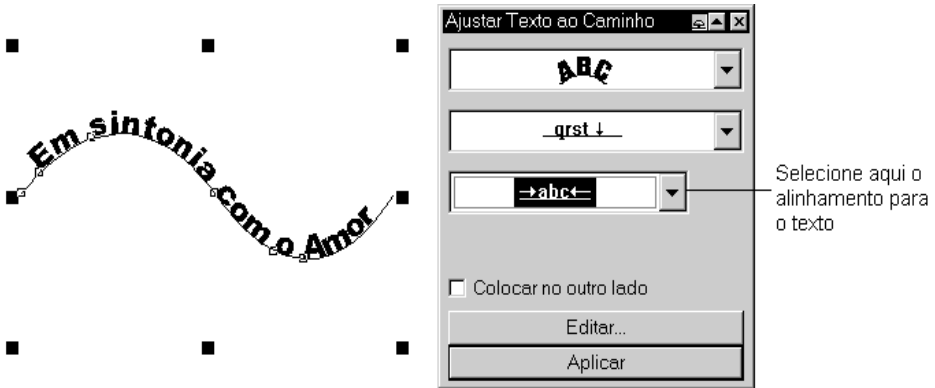 Em sintonia com o Amor
Ajustar Texto ao Caminho
ABC
qrst ↓
→abc←
Selecione aqui o
alinhamento para
o texto
Colocar no outro lado
Editar...
Aplicar